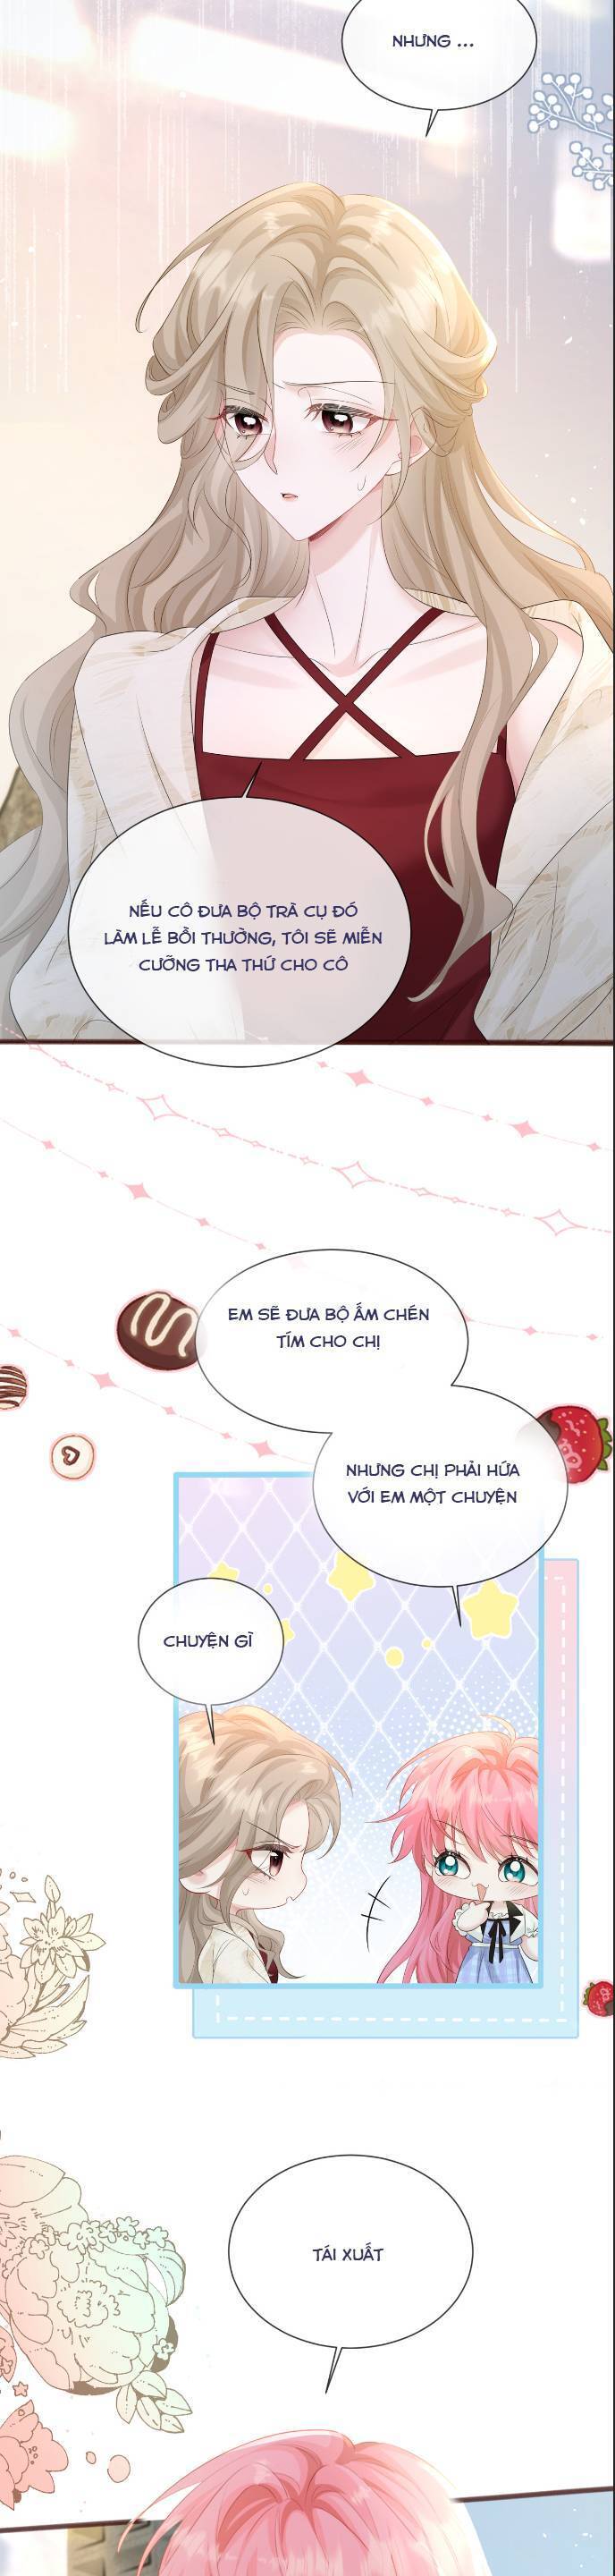 NHƯNG ...
NẾU CÔ ĐƯA BỘ TRÀ CỤ ĐÓ
LÀM LỄ BỒI THƯỜNG, TÔI SẼ MIỄN
CƯỠNG THA THỨ CHO CÔ
EM SẼ ĐƯA BỘ ẤM CHÉN
TÍM CHO CHỊ
NHƯNG CHỊ PHẢI HỨA
VỚI EM MỘT CHUYỆN
CHUYỆN GÌ
TÁI XUẤT